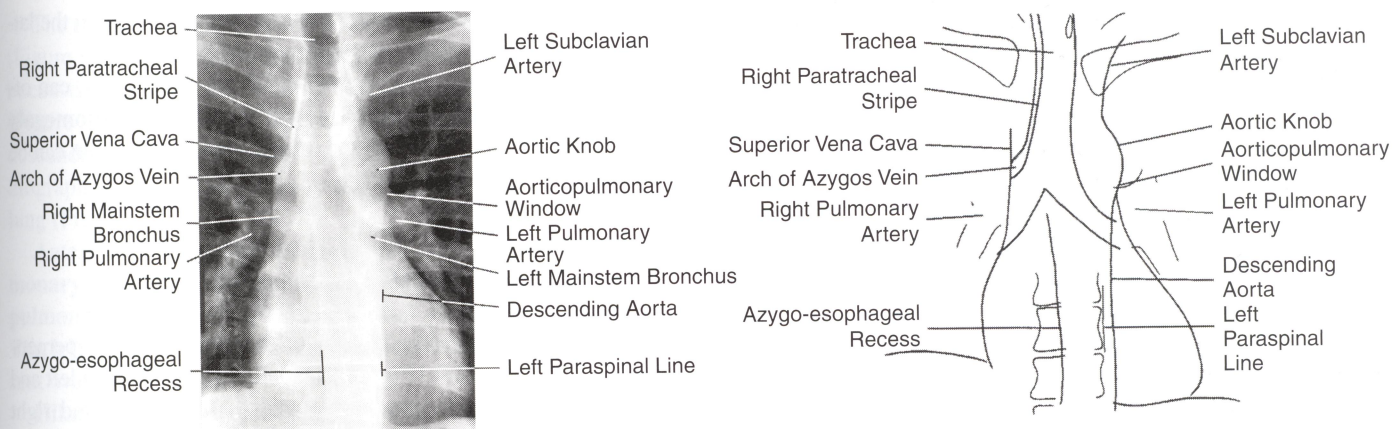 Trachea
Right Paratracheal
Stripe
Superior Vena Cava
Arch of Azygos Vein
Right Mainstem
Bronchus
Right Pulmonary
Artery
Azygo-esophageal
Recess
Left Subclavian
Artery
Aortic Knob
Aorticopulmonary
Window
Left Pulmonary
Artery
Left Mainstem Bronchus
Descending Aorta
Left Paraspinal Line
Trachea
Right Paratracheal
Stripe
Superior Vena Cava
Arch of Azygos Vein
Right Pulmonary
Artery
Azygo-esophageal
Recess
Left Subclavian
Artery
Aortic Knob
Aorticopulmonary
Window
Left Pulmonary
Artery
Descending
Aorta
Left
Paraspinal
Line